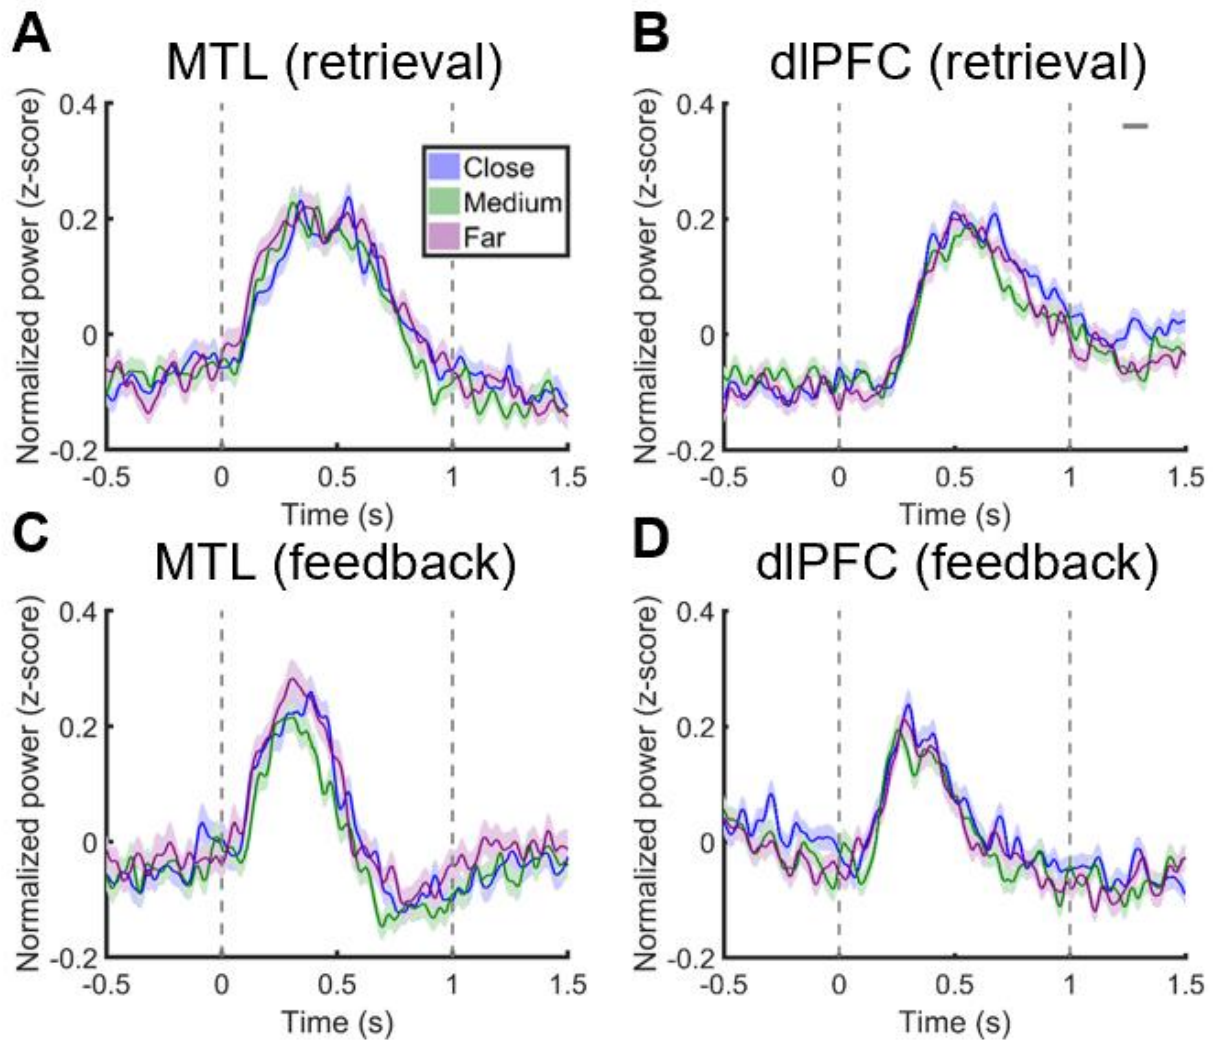 A
MTL (retrieval)
Normalized power (z-score)
0.4
0.2
0
-0.2
Close
Medium
Far
-0.5
0
0.5
1
1.5
Time (s)
B
dlPFC (retrieval)
Normalized power (z-score)
0.4
0.2
0
-0.2
-0.5
0
0.5
1
1.5
Time (s)
C
MTL (feedback)
Normalized power (z-score)
0.4
0.2
0
-0.2
-0.5
0
0.5
1
1.5
Time (s)
D
dlPFC (feedback)
Normalized power (z-score)
0.4
0.2
0
-0.2
-0.5
0
0.5
1
1.5
Time (s)